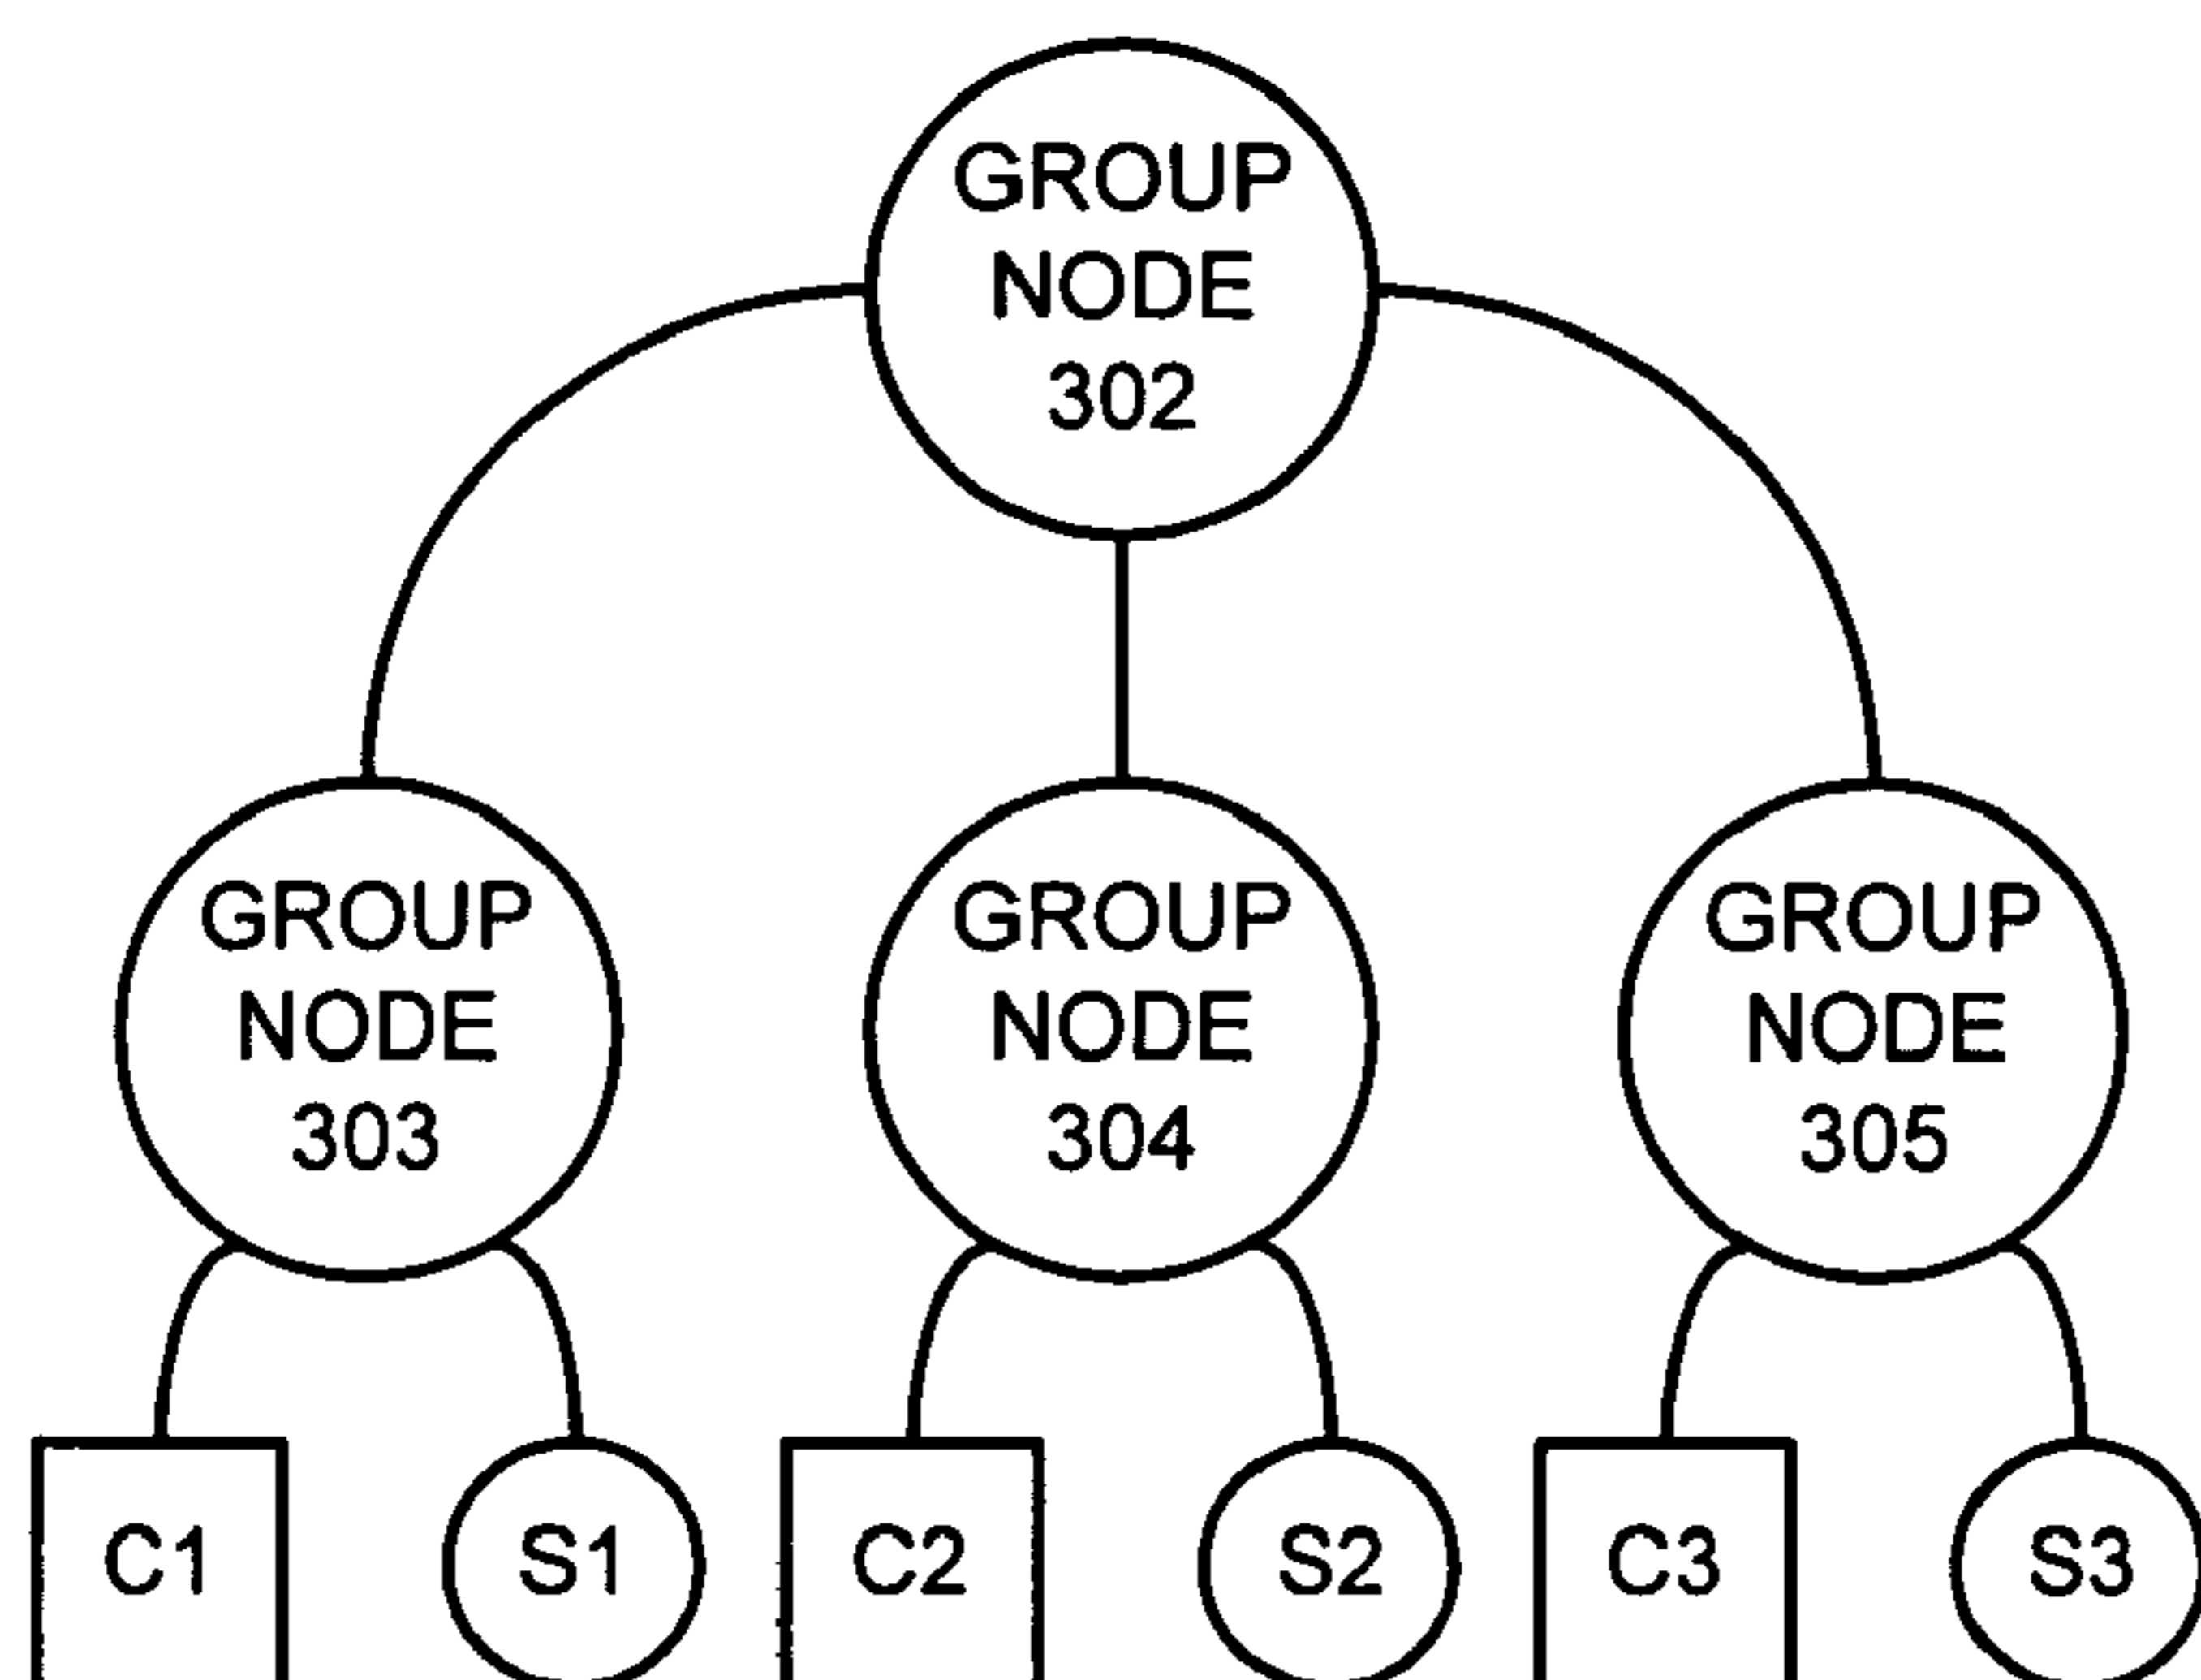 GROUP
NODE
302
GROUP
NODE
303
GROUP
NODE
304
GROUP
NODE
305
C1
S1
C2
S2
C3
S3